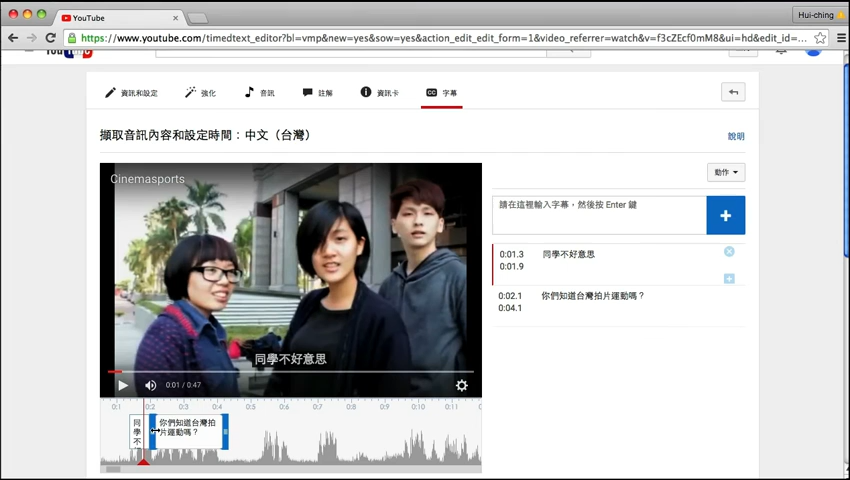 YouTube
Hui-ching
https://www.youtube.com/timedtext_editor?bl=vmp&new=yes&sow=yes&action_edit_edit_form=1&video_referrer=watch&v=f3cZEcf0mM8&ui=hd&edit_id=...
資訊和設定
強化
音訊
註解
資訊卡
CC 字幕
擷取音訊內容和設定時間：中文（台灣）
說明
動作
Cinemasports
請在這裡輸入字幕，然後按 Enter 鍵
+
0:01.3 同學不好意思
0:01.9
0:02.1 你們知道台灣拍片運動嗎？
0:04.1
同學不好意思
0:01 / 0:47
0:1 0:2 0:3 0:4 0:5 0:6 0:7 0:8 0:9 0:10 0:11
同
學
不
你們知道台灣拍
片運動嗎？